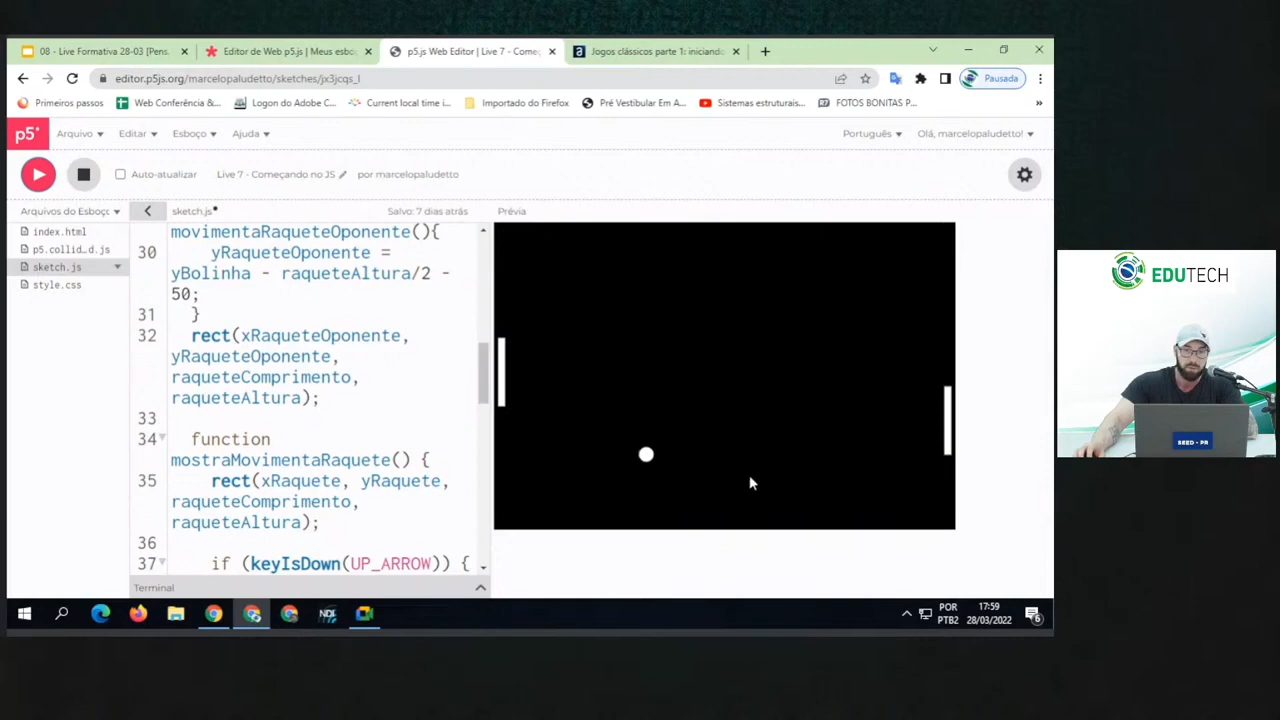 08 - Live Formativa 28-03 [Pens.
Editor de Web p5.js | Meus esbo
p5.js Web Editor | Live 7 - Come
Jogos clássicos parte 1: iniciando
editor.p5js.org/marcelopaludetto/sketches/jx3jcqs_l
Pausada
Primeiros passos
Web Conferência &...
Logon do Adobe C...
Current local time i...
Importado do Firefox
Pré Vestibular Em A...
Sistemas estruturais...
FOTOS BONITAS P...
»
p5*
Arquivo
Editar
Esboço
Ajuda
Português
Olá, marcelopaludetto!
Auto-atualizar
Live 7 - Começando no JS
por marcelopaludetto
Arquivos do Esboço
sketch.js
Salvo: 7 dias atrás
Prévia
index.html
p5.collid...d.js
sketch.js
style.css
movimentaRaqueteOponente(){
30 yRaqueteOponente =
yBolinha - raqueteAltura/2 -
50;
31 }
32 rect(xRaqueteOponente,
yRaqueteOponente,
raqueteComprimento,
raqueteAltura);
33
34 function
mostraMovimentaRaquete() {
35 rect(xRaquete, yRaquete,
raqueteComprimento,
raqueteAltura);
36
37 if (keyIsDown(UP_ARROW)) {
Terminal
NDI
POR
PTB2
17:59
28/03/2022
6
EDUTECH
SEED - PR